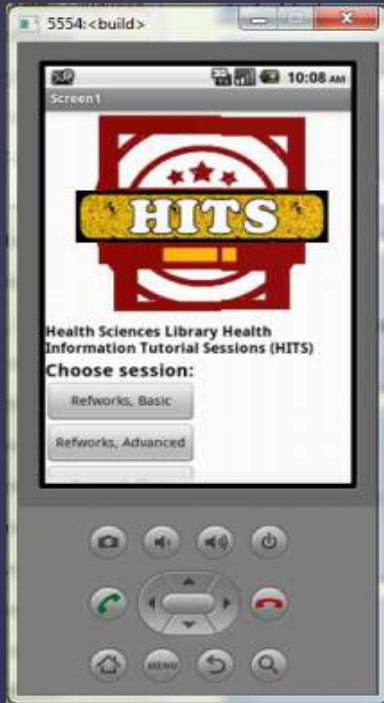 5554:<build>
10:08 AM
Screen1
HITS
Health Sciences Library Health
Information Tutorial Sessions (HITS)
Choose session:
Refworks, Basic
Refworks, Advanced
MENU